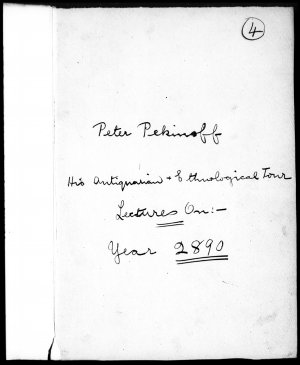 4
Peter Pekinoff
His Antiquarian & Ethnological Tour
Lectures On:-
Year 2890